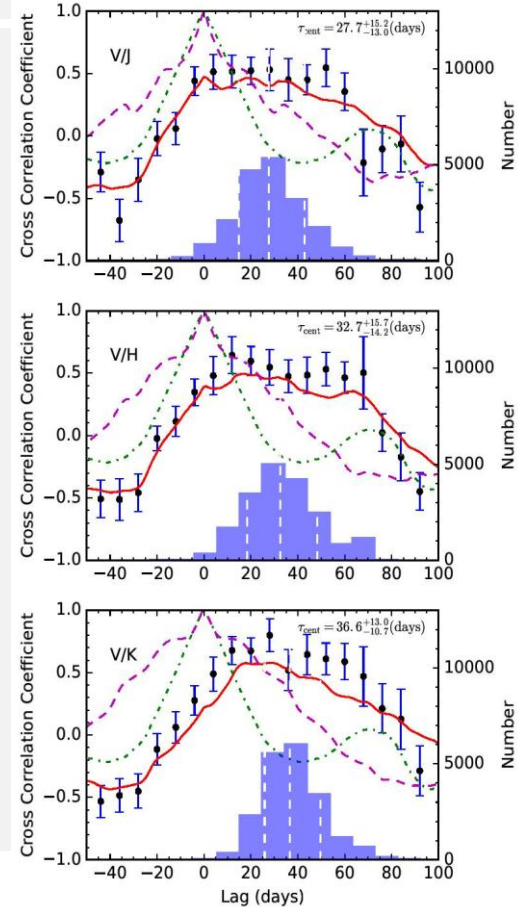 V/J
τcent = 27.7+15.2−13.0(days)
Cross Correlation Coefficient
1.0
0.5
0.0
−0.5
−1.0
Number
10000
5000
0
−40 −20 0 20 40 60 80 100
V/H
τcent = 32.7+15.7−14.2(days)
Cross Correlation Coefficient
1.0
0.5
0.0
−0.5
−1.0
Number
10000
5000
0
−40 −20 0 20 40 60 80 100
V/K
τcent = 36.6+13.0−10.7(days)
Cross Correlation Coefficient
1.0
0.5
0.0
−0.5
−1.0
Number
10000
5000
0
−40 −20 0 20 40 60 80 100
Lag (days)